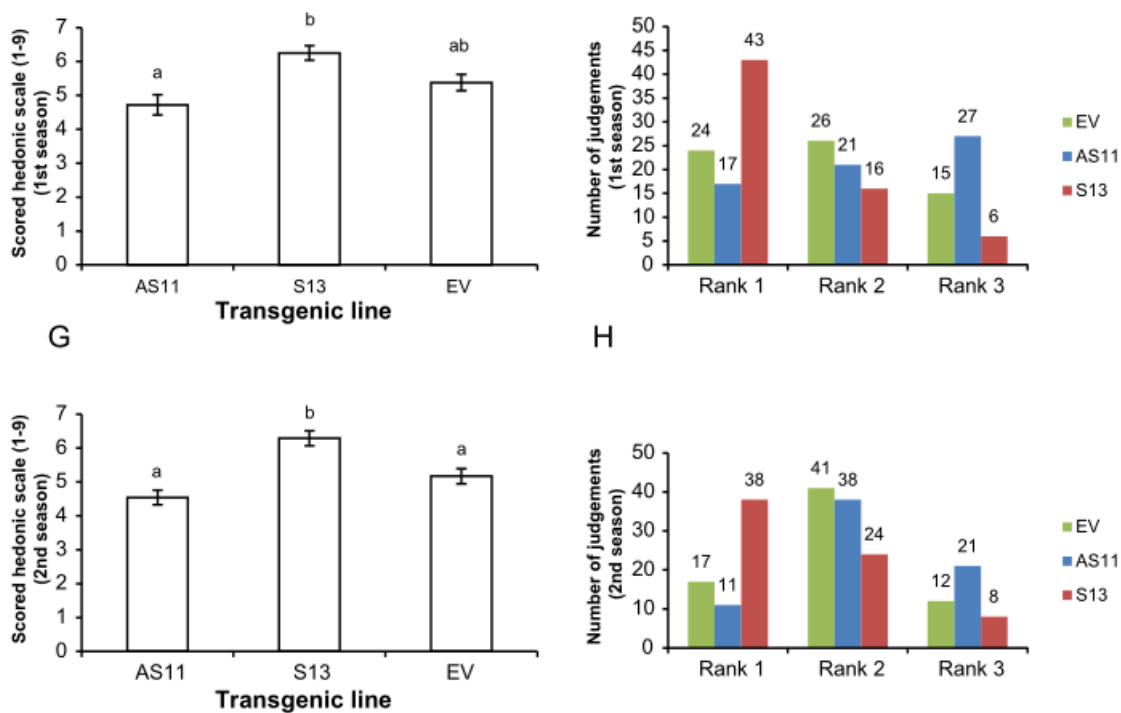 Scored hedonic scale (1-9)
(1st season)
7
6
5
4
3
2
1
0
a
b
ab
AS11
S13
EV
Transgenic line
Number of judgements
(1st season)
50
45
40
35
30
25
20
15
10
5
0
24
17
43
26
21
16
15
27
6
Rank 1
Rank 2
Rank 3
EV
AS11
S13
G
H
Scored hedonic scale (1-9)
(2nd season)
7
6
5
4
3
2
1
0
a
b
a
AS11
S13
EV
Transgenic line
Number of judgements
(2nd season)
50
40
30
20
10
0
17
11
38
41
38
24
12
21
8
Rank 1
Rank 2
Rank 3
EV
AS11
S13